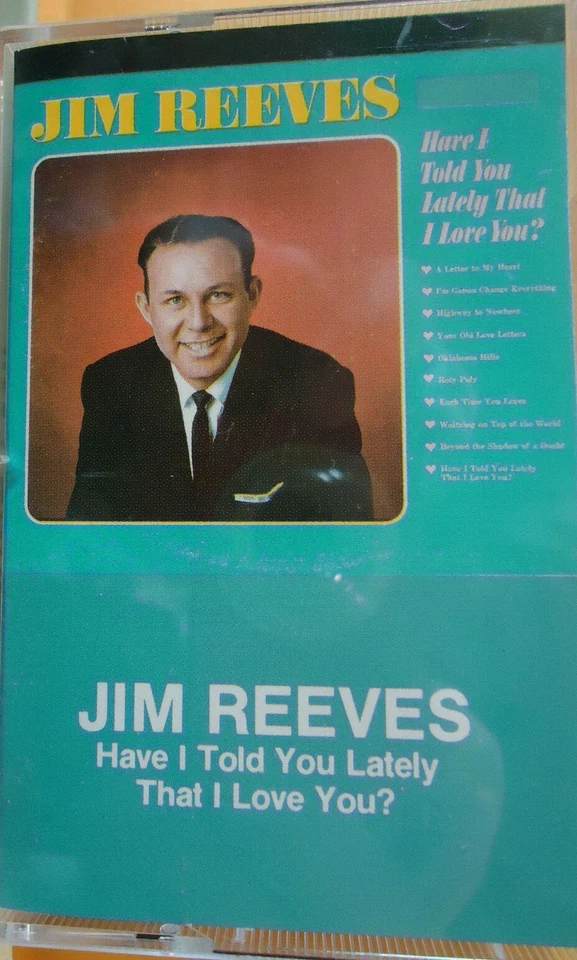 JIM REEVES
Have I
Told You
Lately That
I Love You?
A Letter to My Heart
I'm Gonna Change Everything
Highway to Nowhere
Your Old Love Letters
Oklahoma Hills
Roly Poly
Each Time You Leave
Waltzing on Top of the World
Beyond the Shadow of a Doubt
Have I Told You Lately
That I Love You?
JIM REEVES
Have I Told You Lately
That I Love You?